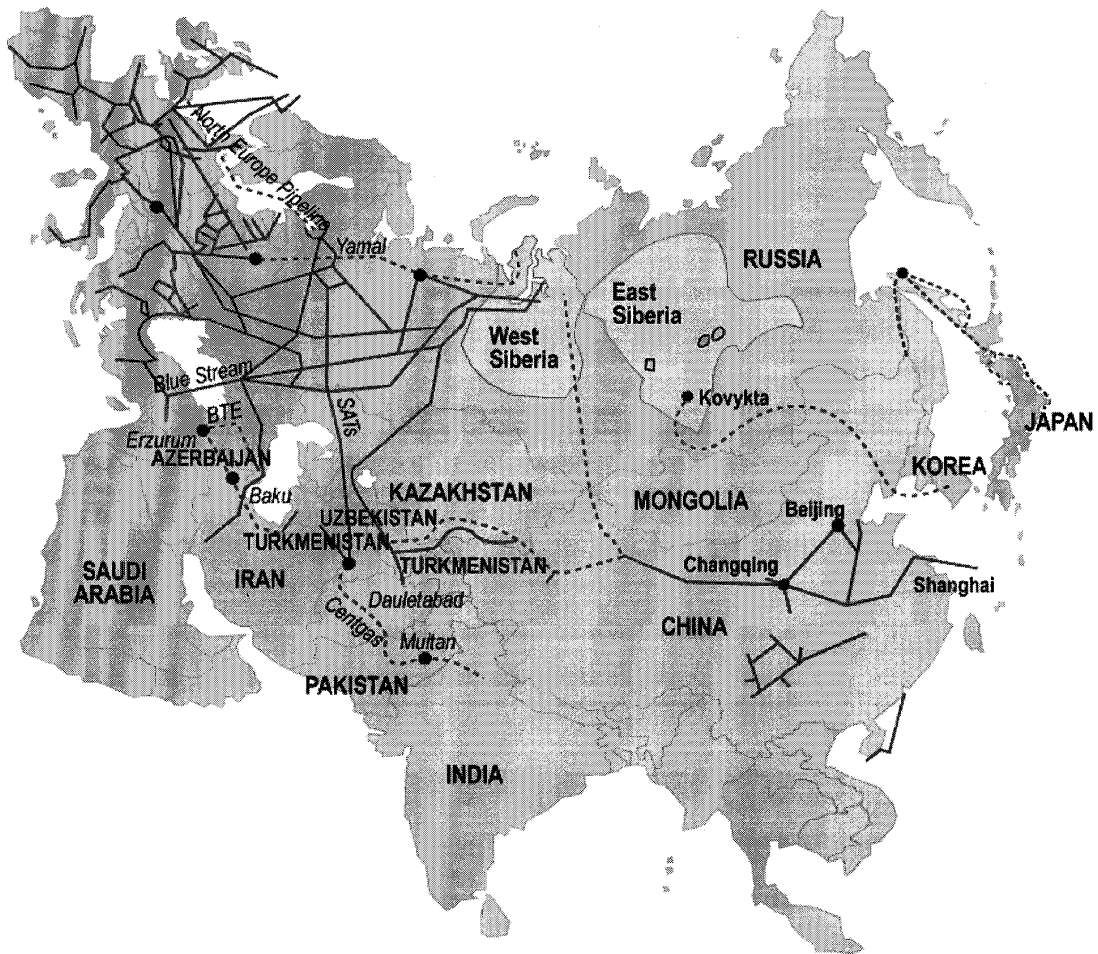 North Europe Pipeline
Yamal
RUSSIA
East
Siberia
West
Siberia
Blue Stream
Kovykta
BTE
SATs
JAPAN
Erzurum
AZERBAIJAN
KOREA
Baku
KAZAKHSTAN
MONGOLIA
Beijing
UZBEKISTAN
TURKMENISTAN
TURKMENISTAN
Changqing
SAUDI
ARABIA
IRAN
Shanghai
Dauletabad
Centgas
CHINA
Multan
PAKISTAN
INDIA